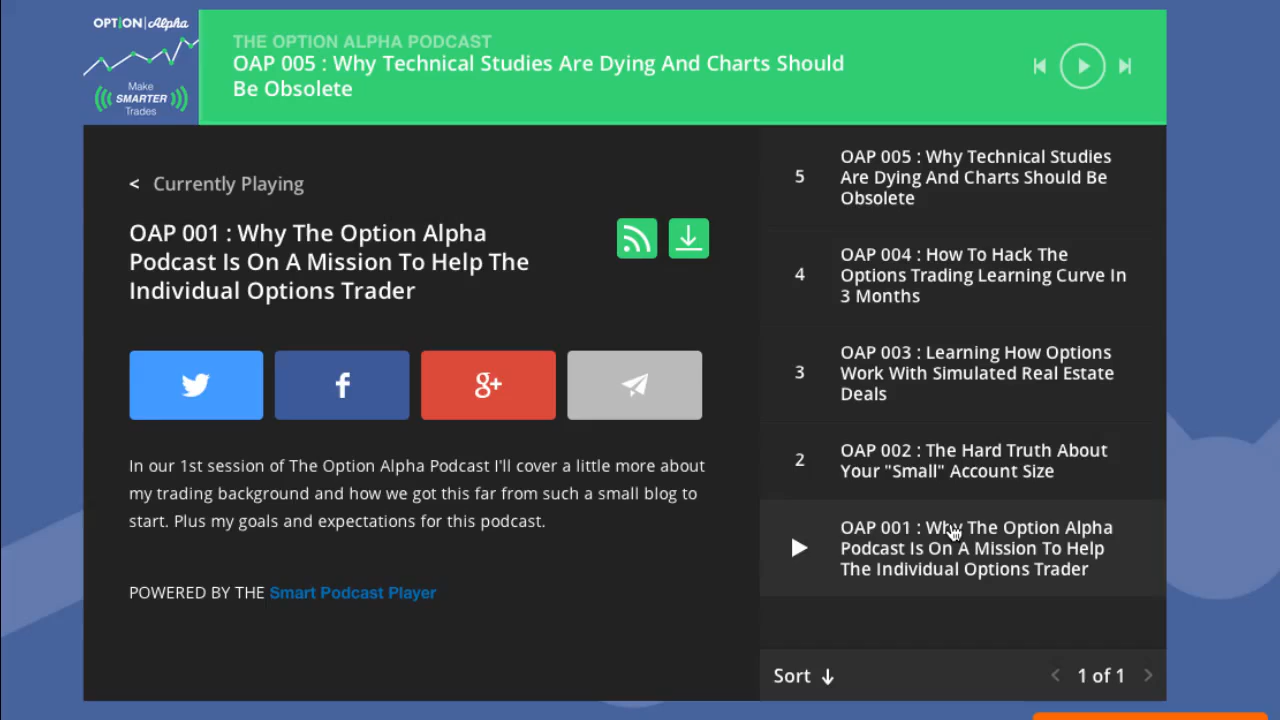 OPTION Alpha
Make
SMARTER
Trades
THE OPTION ALPHA PODCAST
OAP 005 : Why Technical Studies Are Dying And Charts Should
Be Obsolete
< Currently Playing
OAP 001 : Why The Option Alpha
Podcast Is On A Mission To Help The
Individual Options Trader
f
g+
In our 1st session of The Option Alpha Podcast I'll cover a little more about
my trading background and how we got this far from such a small blog to
start. Plus my goals and expectations for this podcast.
POWERED BY THE Smart Podcast Player
5
OAP 005 : Why Technical Studies
Are Dying And Charts Should Be
Obsolete
4
OAP 004 : How To Hack The
Options Trading Learning Curve In
3 Months
3
OAP 003 : Learning How Options
Work With Simulated Real Estate
Deals
2
OAP 002 : The Hard Truth About
Your "Small" Account Size
OAP 001 : Why The Option Alpha
Podcast Is On A Mission To Help
The Individual Options Trader
Sort
1 of 1